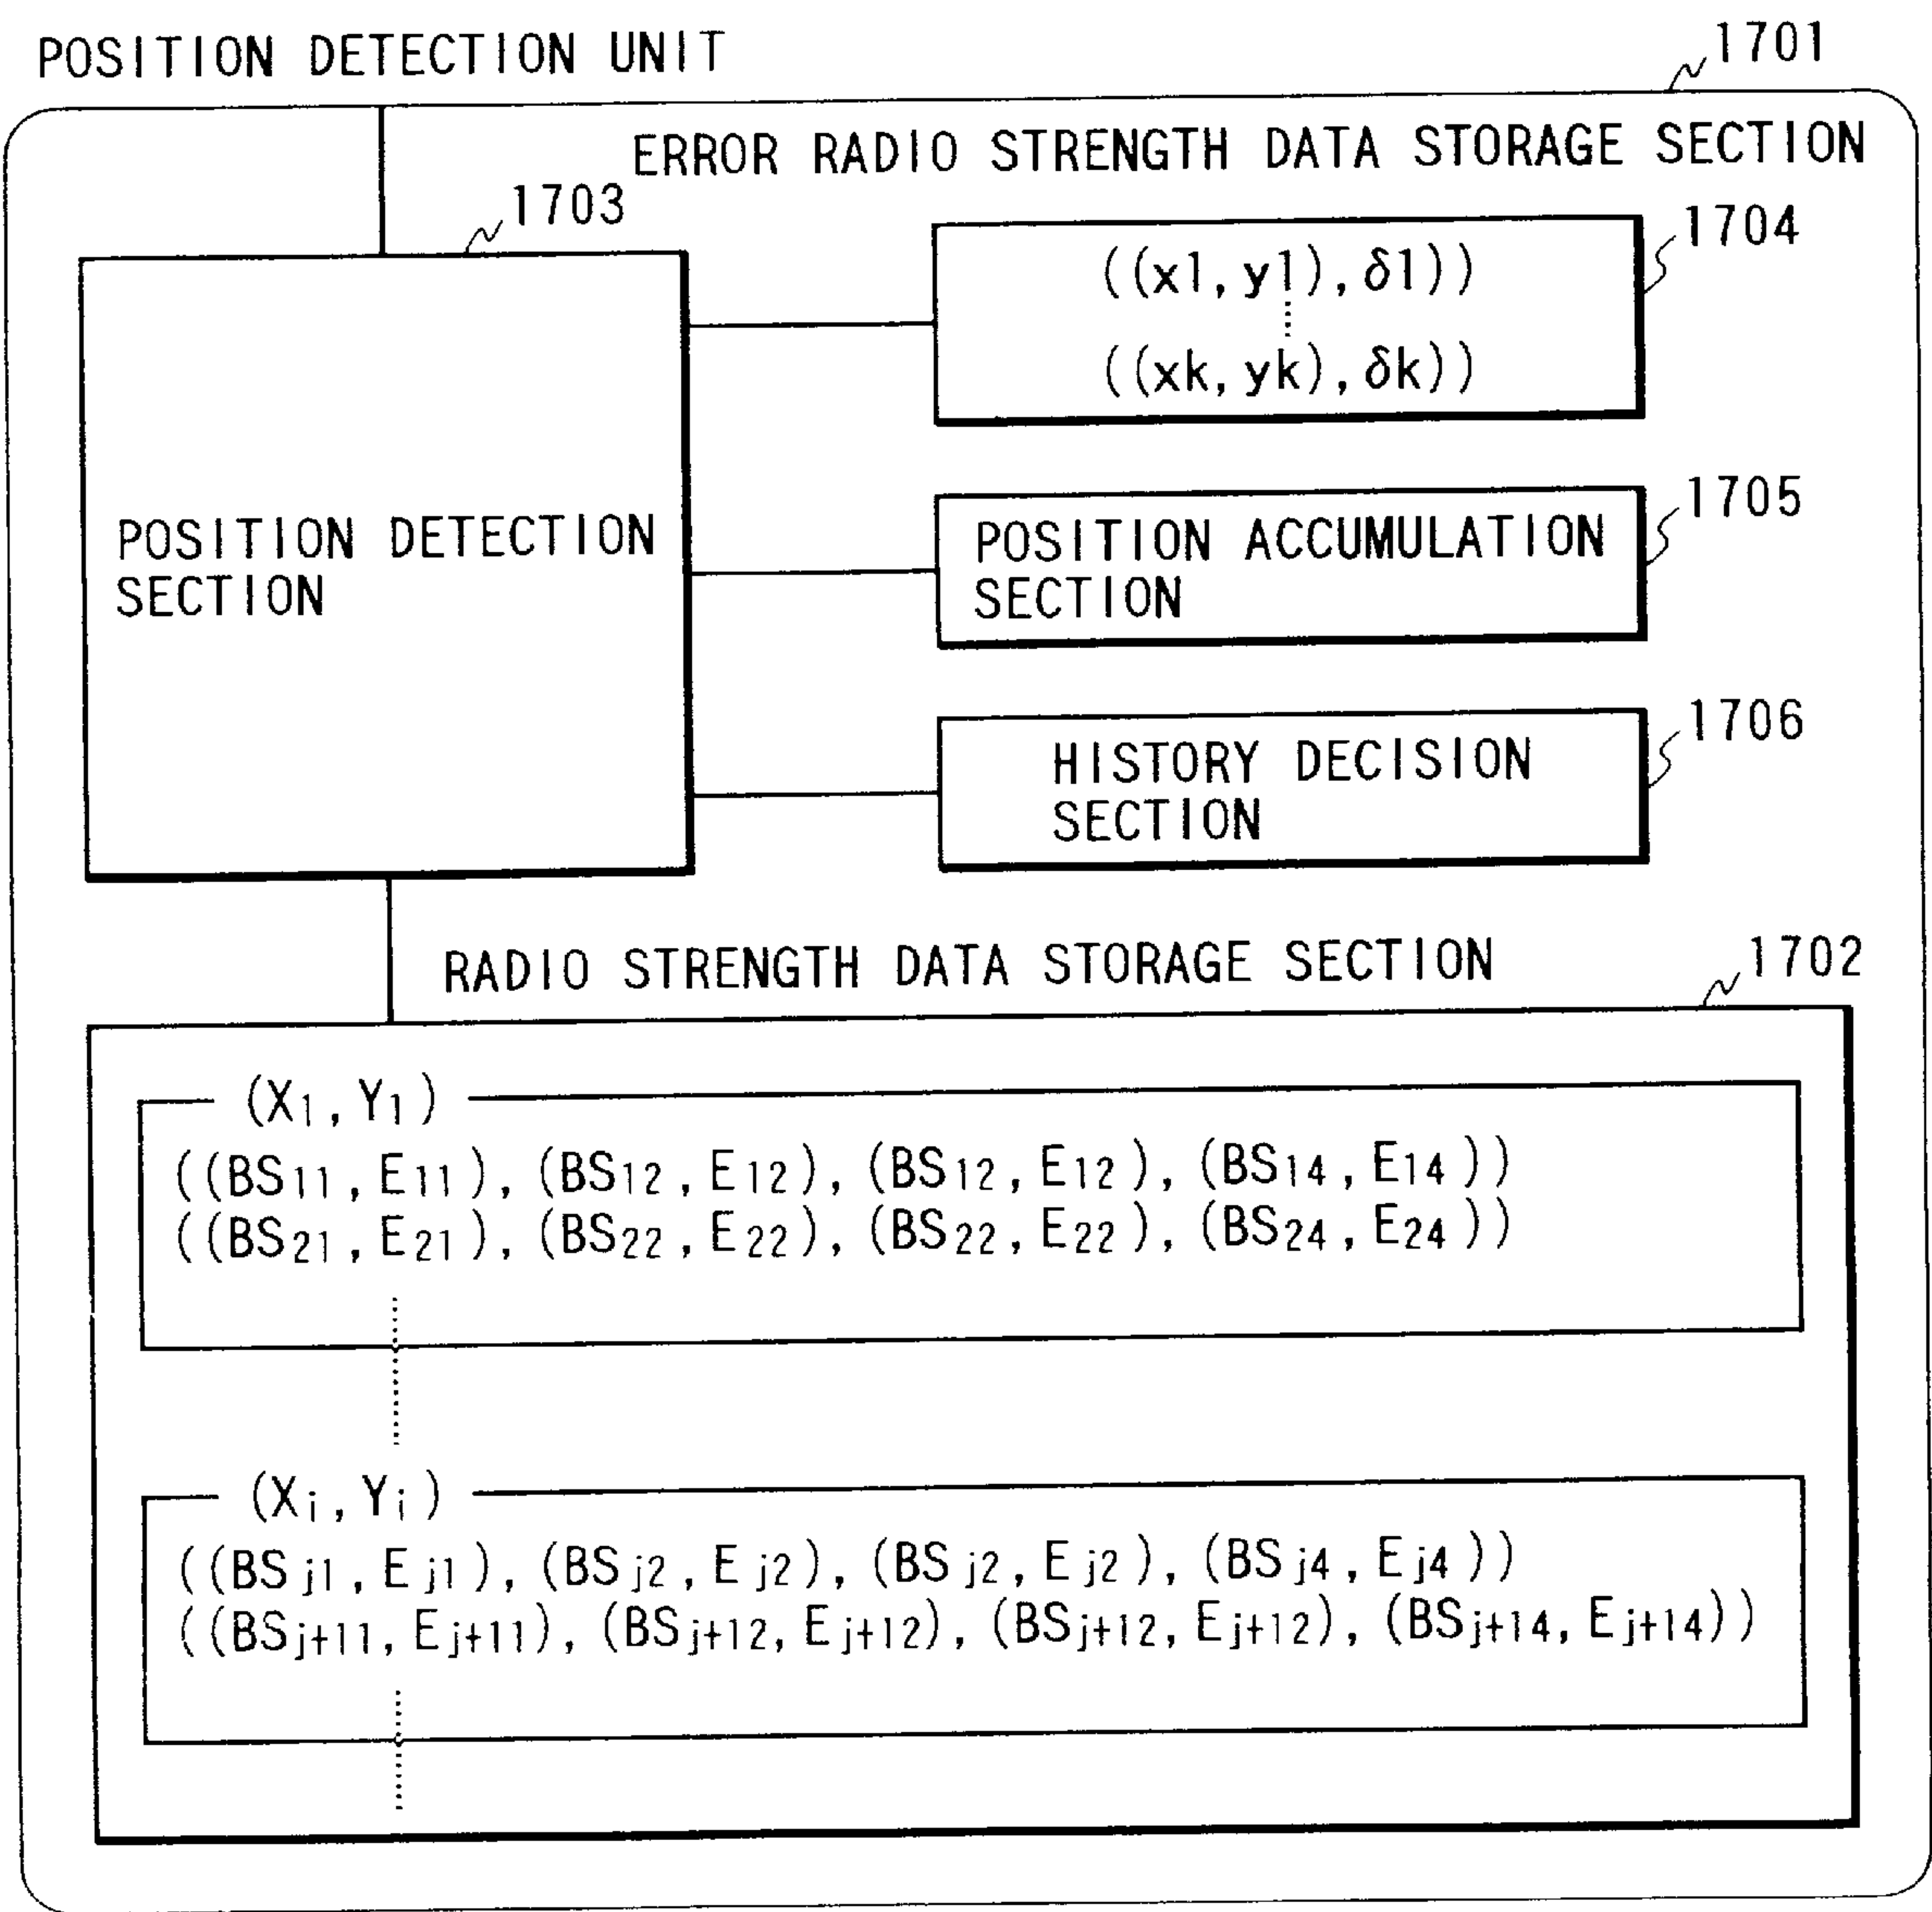 POSITION DETECTION UNIT
1701
ERROR RADIO STRENGTH DATA STORAGE SECTION
1703
1704
((x1, y1), δ1))
((xk, yk), δk))
POSITION DETECTION
SECTION
1705
POSITION ACCUMULATION
SECTION
1706
HISTORY DECISION
SECTION
RADIO STRENGTH DATA STORAGE SECTION
1702
(X1, Y1)
((BS11, E11), (BS12, E12), (BS12, E12), (BS14, E14))
((BS21, E21), (BS22, E22), (BS22, E22), (BS24, E24))
(Xi, Yi)
((BSj1, Ej1), (BSj2, Ej2), (BSj2, Ej2), (BSj4, Ej4))
((BSj+11, Ej+11), (BSj+12, Ej+12), (BSj+12, Ej+12), (BSj+14, Ej+14))